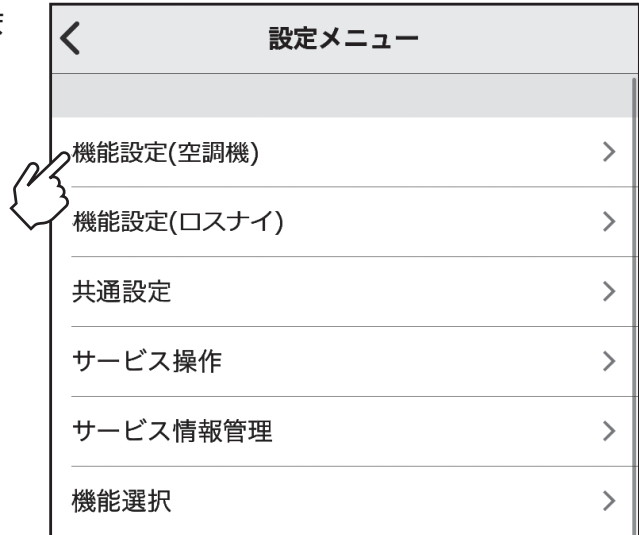 設定メニュー
機能設定(空調機)
機能設定(ロスナイ)
共通設定
サービス操作
サービス情報管理
機能選択